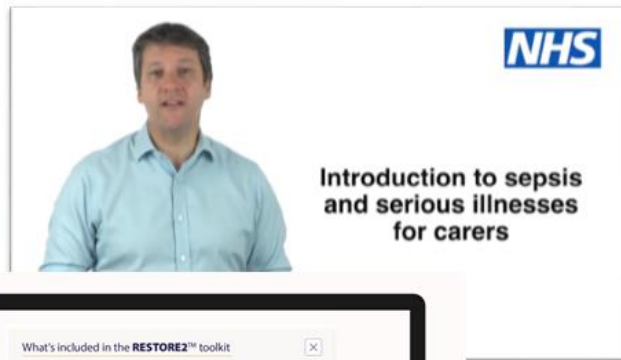 NHS
Introduction to sepsis
and serious illnesses
for carers
What's included in the RESTORE2™ toolkit